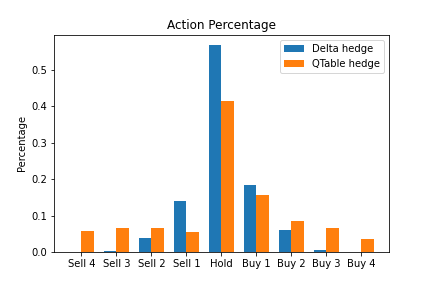 Action Percentage
Delta hedge
QTable hedge
Percentage
0.5
0.4
0.3
0.2
0.1
0.0
Sell 4 Sell 3 Sell 2 Sell 1 Hold Buy 1 Buy 2 Buy 3 Buy 4